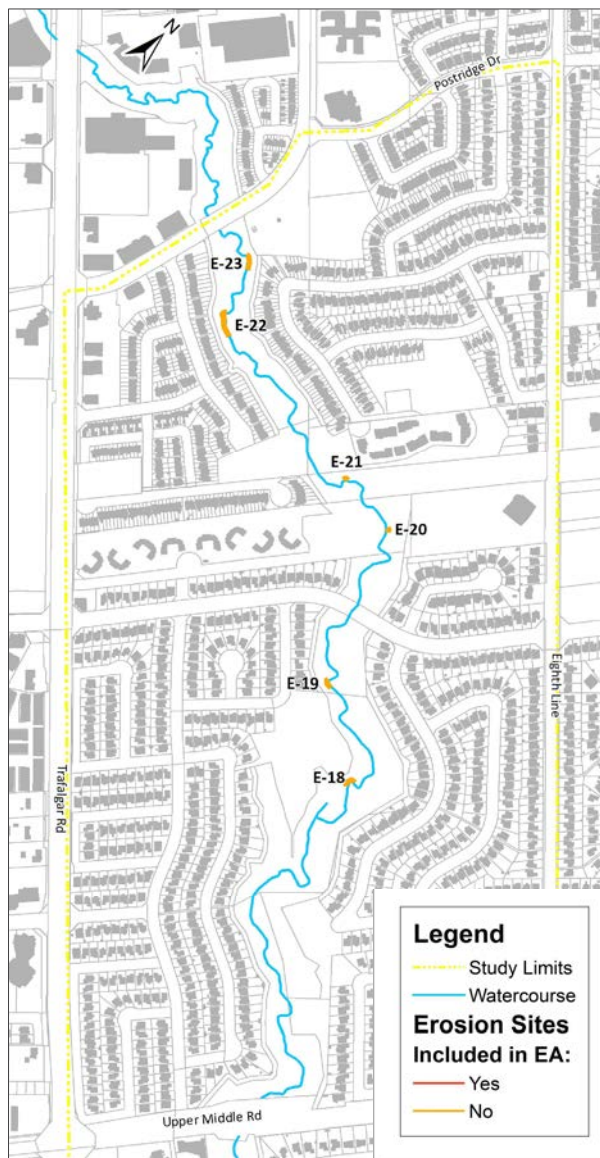 N
Postridge Dr
E-23
E-22
E-21
E-20
E-19
E-18
Eighth Line
Trafalgar Rd
Upper Middle Rd
Legend
Study Limits
Watercourse
Erosion Sites
Included in EA:
Yes
No